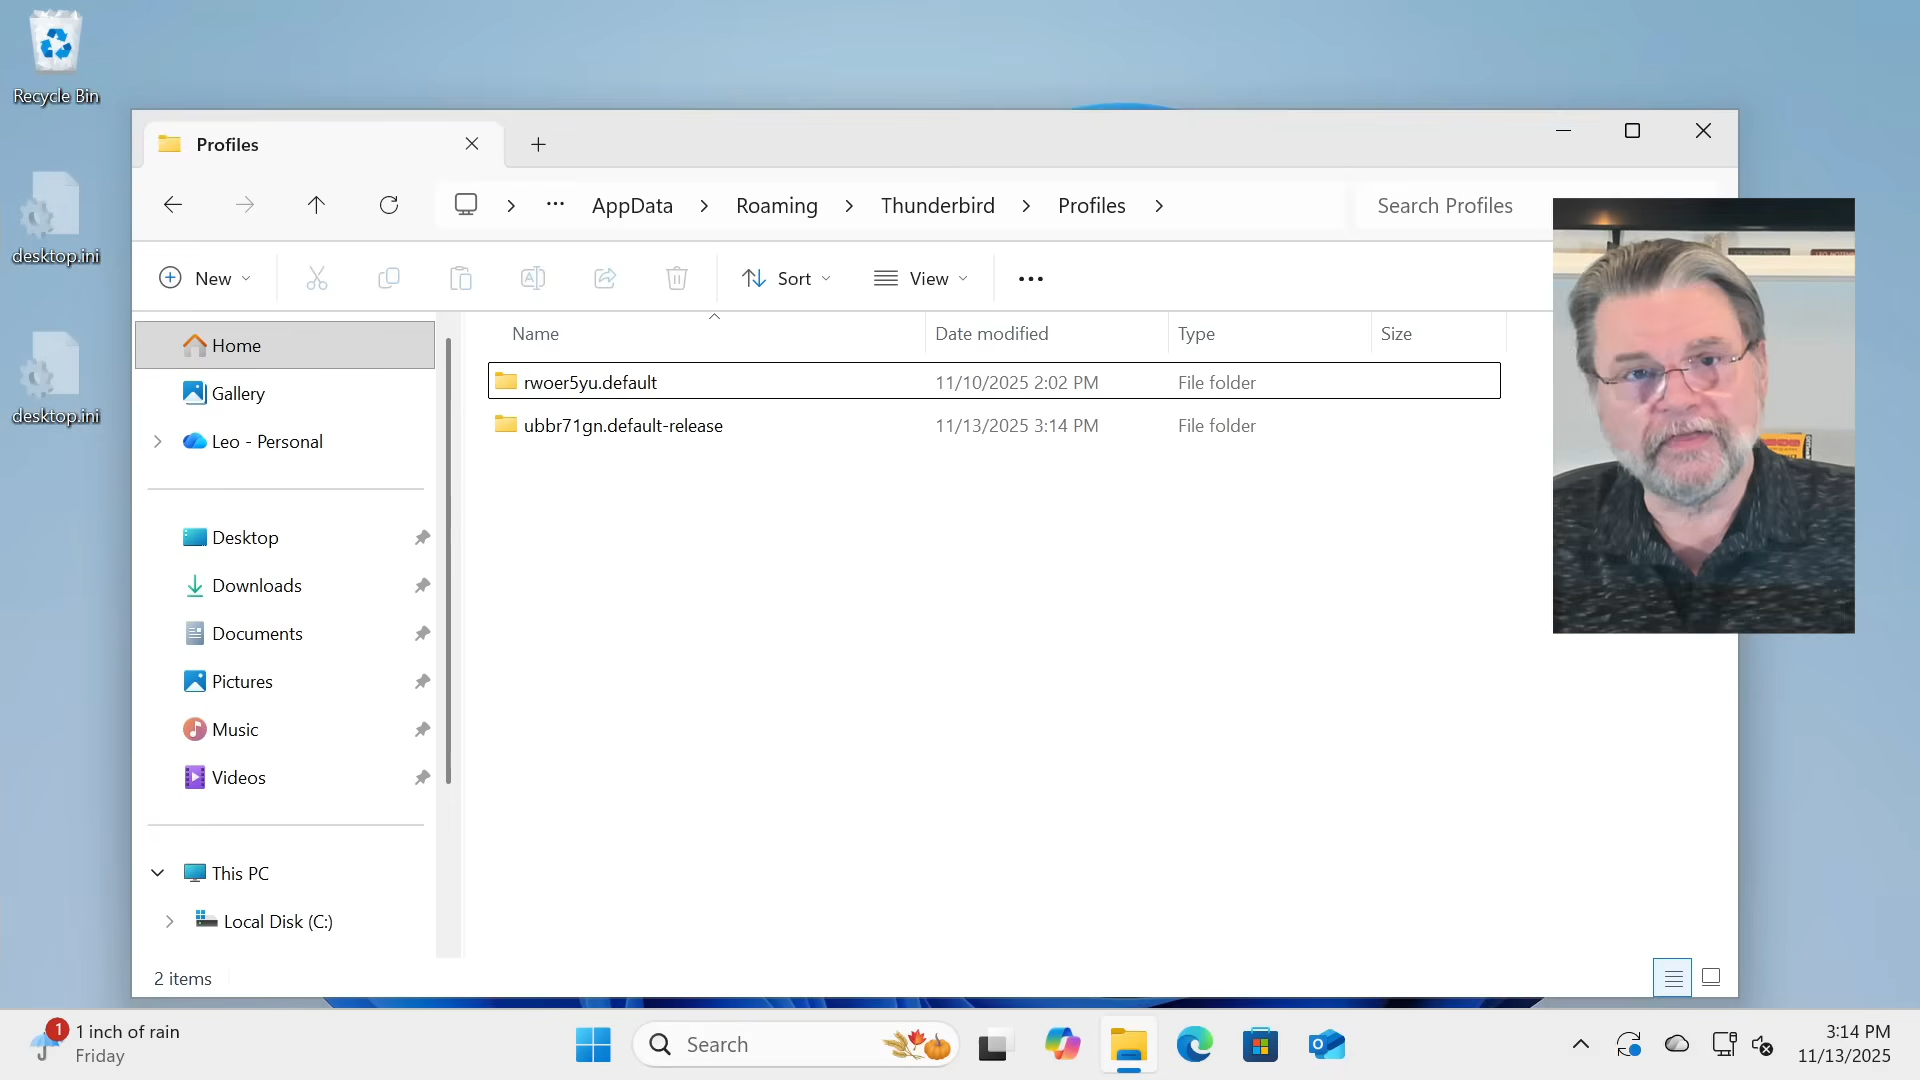 Recycle Bin
desktop.ini
desktop.ini
Profiles
AppData > Roaming > Thunderbird > Profiles >
Search Profiles
New
Sort
View
Name Date modified Type Size
rwoer5yu.default 11/10/2025 2:02 PM File folder
ubbr71gn.default-release 11/13/2025 3:14 PM File folder
Home
Gallery
Leo - Personal
Desktop
Downloads
Documents
Pictures
Music
Videos
This PC
Local Disk (C:)
2 items
1
1 inch of rain
Friday
Search
3:14 PM
11/13/2025